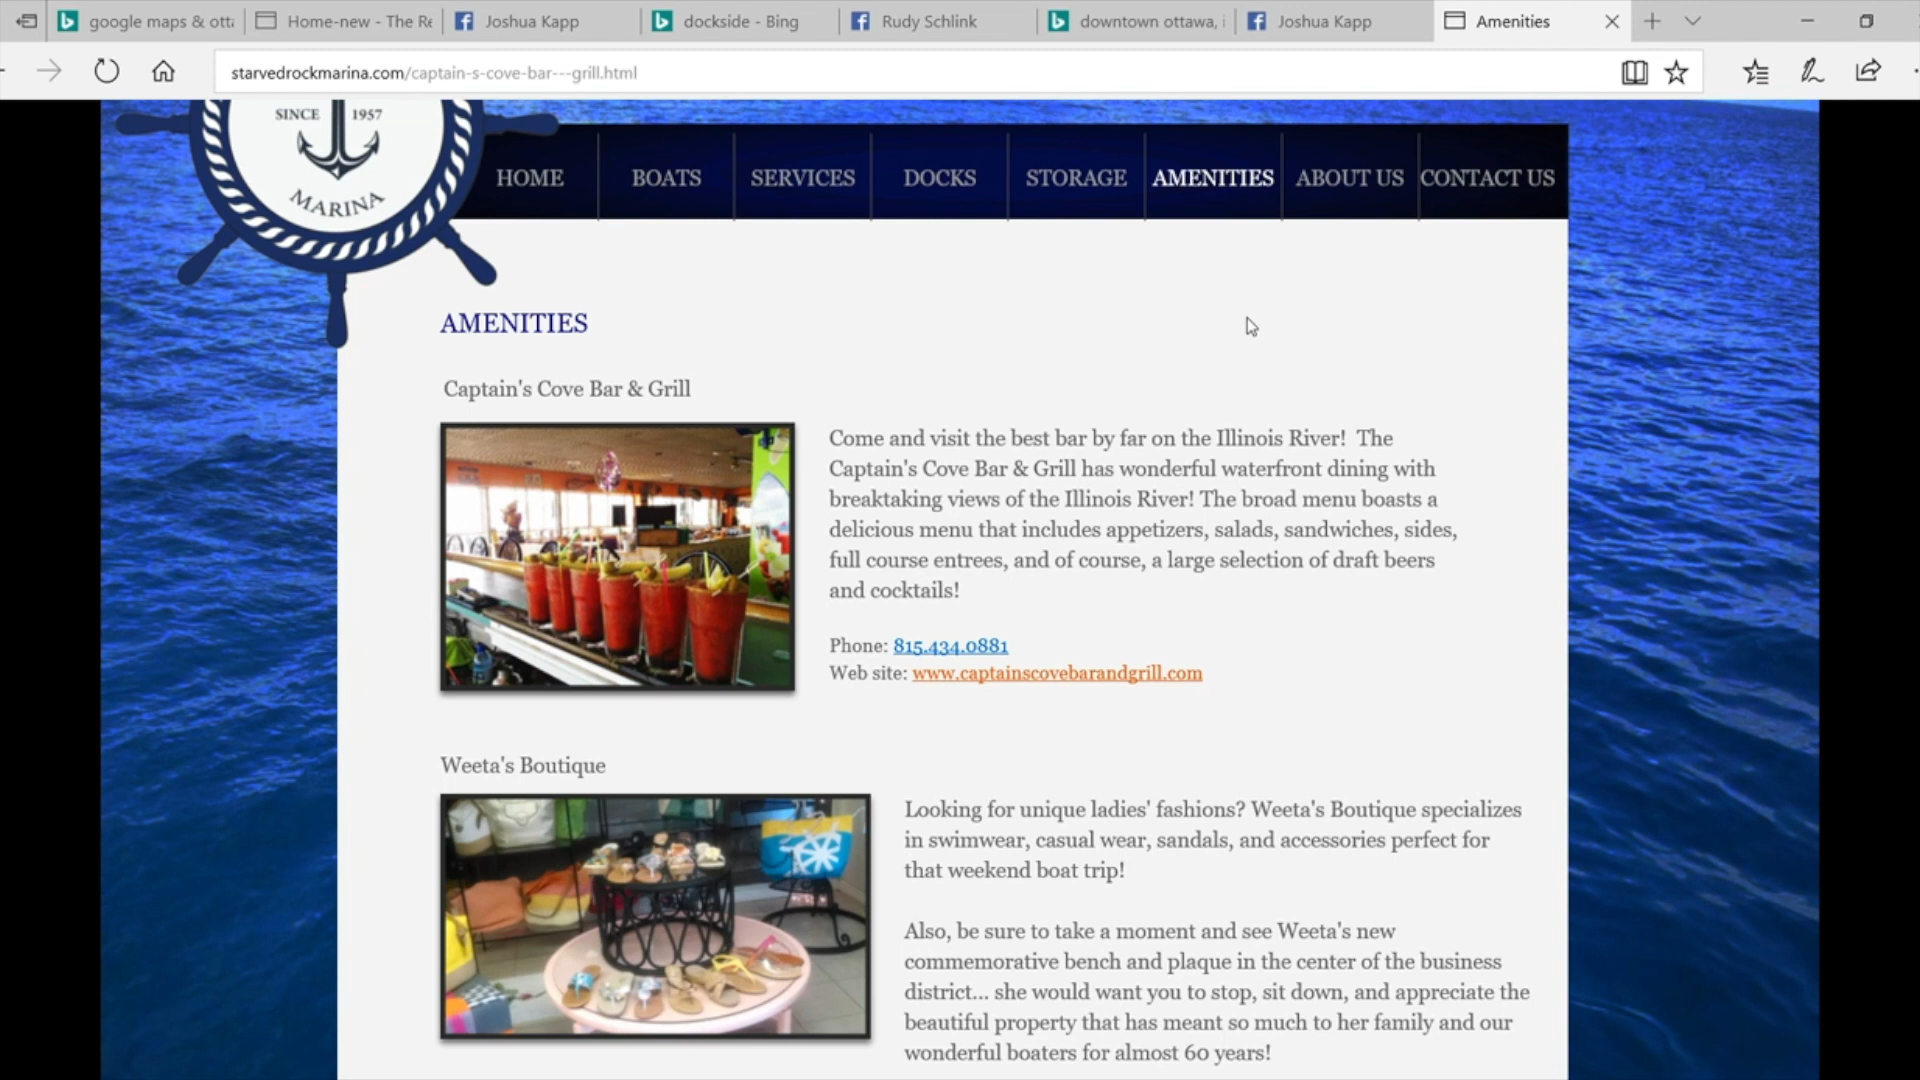 google maps & ott
Home-new - The Re
Joshua Kapp
dockside - Bing
Rudy Schlink
downtown ottawa, i
Joshua Kapp
Amenities
starvedrockmarina.com/captain-s-cove-bar---grill.html
SINCE 1957
MARINA
HOME
BOATS
SERVICES
DOCKS
STORAGE
AMENITIES
ABOUT US
CONTACT US
AMENITIES
Captain's Cove Bar & Grill
Come and visit the best bar by far on the Illinois River! The
Captain's Cove Bar & Grill has wonderful waterfront dining with
breaktaking views of the Illinois River! The broad menu boasts a
delicious menu that includes appetizers, salads, sandwiches, sides,
full course entrees, and of course, a large selection of draft beers
and cocktails!
Phone: 815.434.0881
Web site: www.captainscovebarandgrill.com
Weeta's Boutique
Looking for unique ladies' fashions? Weeta's Boutique specializes
in swimwear, casual wear, sandals, and accessories perfect for
that weekend boat trip!
Also, be sure to take a moment and see Weeta's new
commemorative bench and plaque in the center of the business
district... she would want you to stop, sit down, and appreciate the
beautiful property that has meant so much to her family and our
wonderful boaters for almost 60 years!